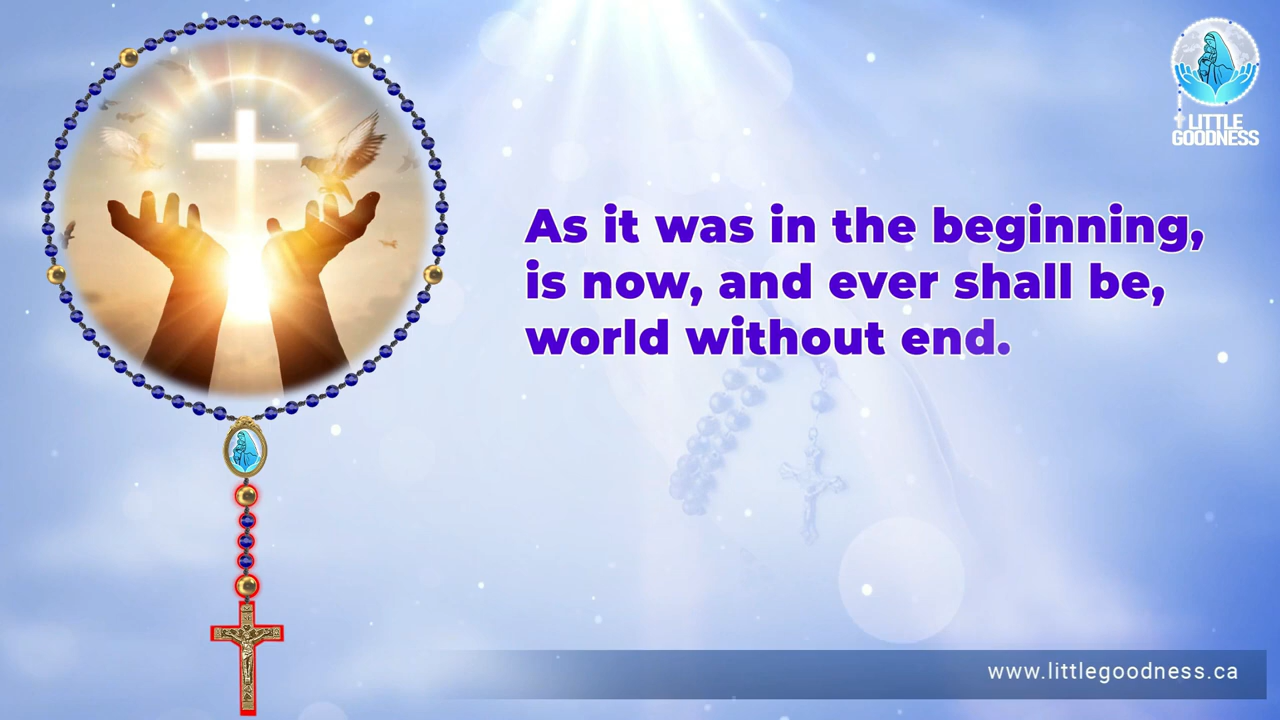 LITTLE
GOODNESS
As it was in the beginning,
is now, and ever shall be,
world without end.
www.littlegoodness.ca